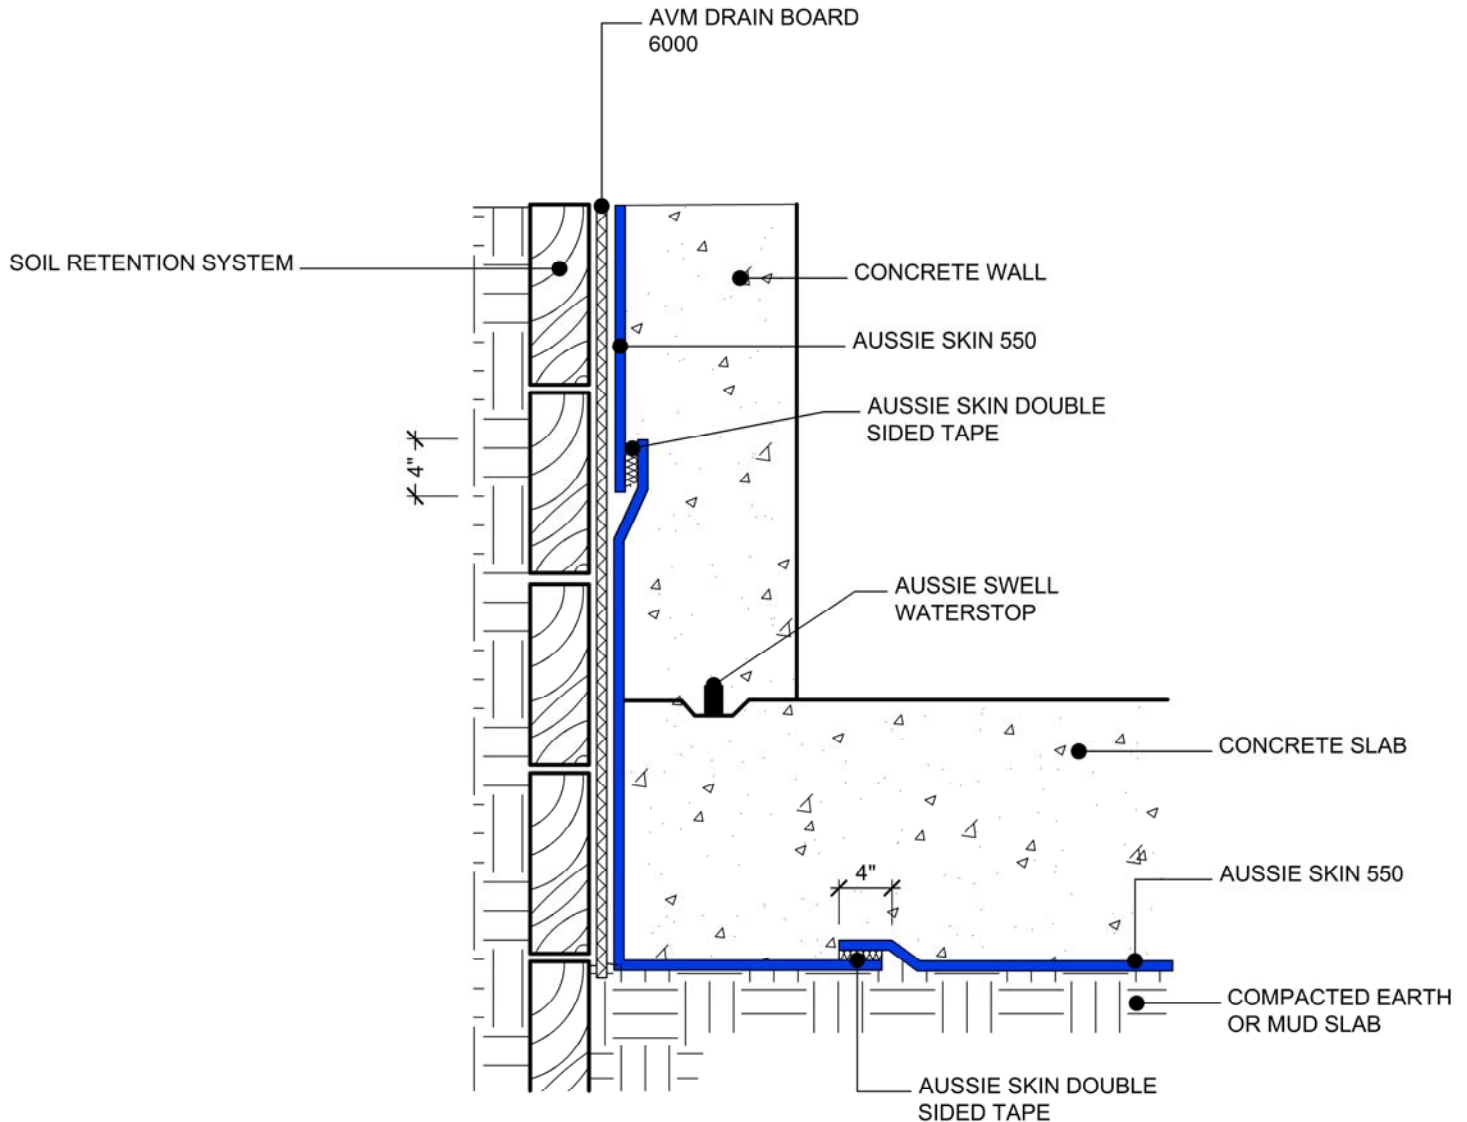 AVM DRAIN BOARD
6000
SOIL RETENTION SYSTEM
CONCRETE WALL
AUSSIE SKIN 550
AUSSIE SKIN DOUBLE
SIDED TAPE
4"
AUSSIE SWELL
WATERSTOP
CONCRETE SLAB
4"
AUSSIE SKIN 550
COMPACTED EARTH
OR MUD SLAB
AUSSIE SKIN DOUBLE
SIDED TAPE